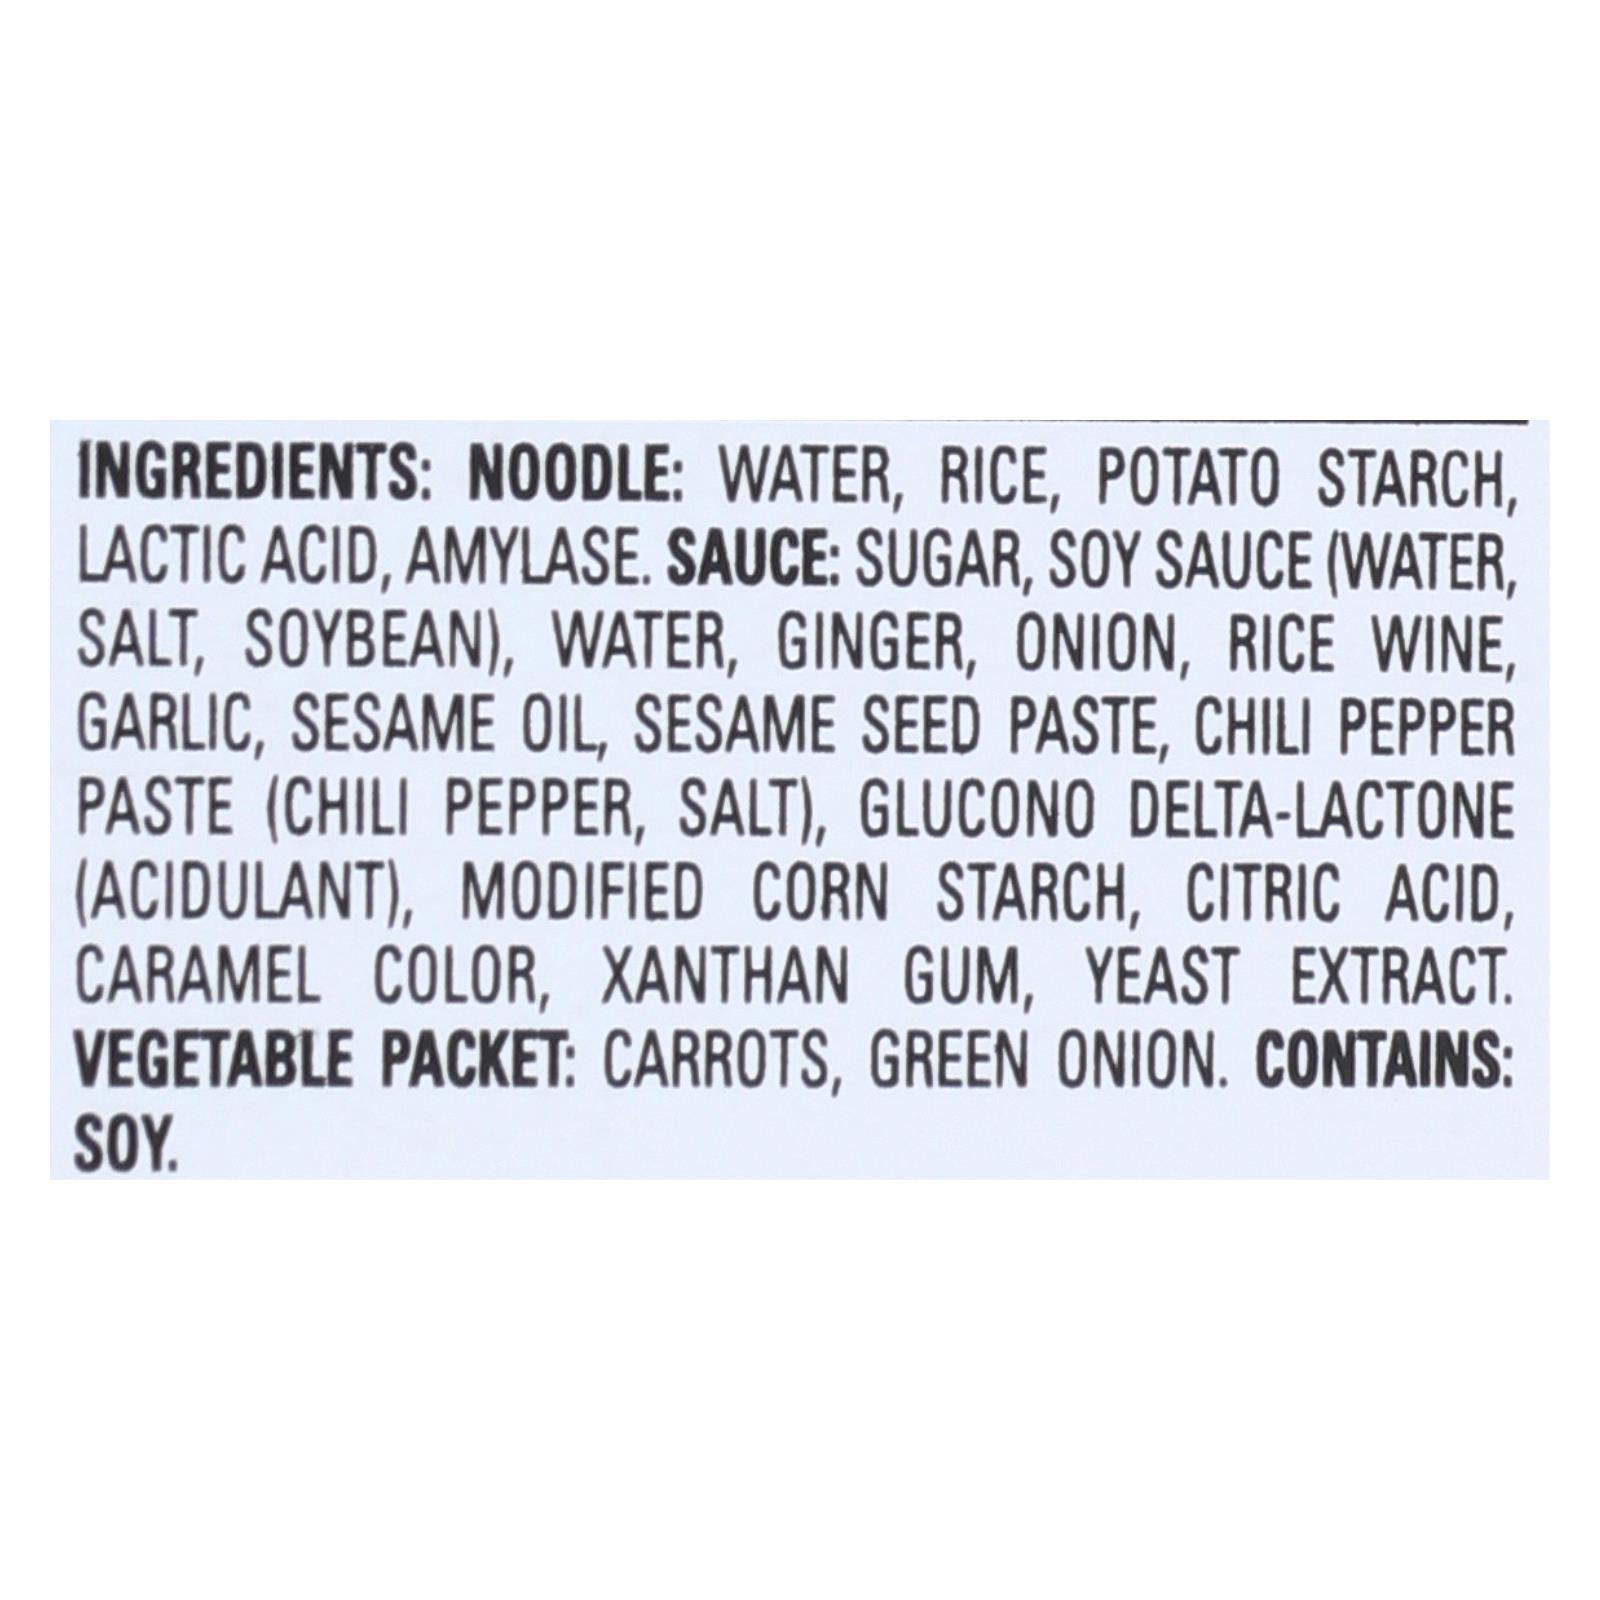 INGREDIENTS: NOODLE: WATER, RICE, POTATO STARCH,
LACTIC ACID, AMYLASE. SAUCE: SUGAR, SOY SAUCE (WATER,
SALT, SOYBEAN), WATER, GINGER, ONION, RICE WINE,
GARLIC, SESAME OIL, SESAME SEED PASTE, CHILI PEPPER
PASTE (CHILI PEPPER, SALT), GLUCONO DELTA-LACTONE
(ACIDULANT), MODIFIED CORN STARCH, CITRIC ACID,
CARAMEL COLOR, XANTHAN GUM, YEAST EXTRACT.
VEGETABLE PACKET: CARROTS, GREEN ONION. CONTAINS:
SOY.